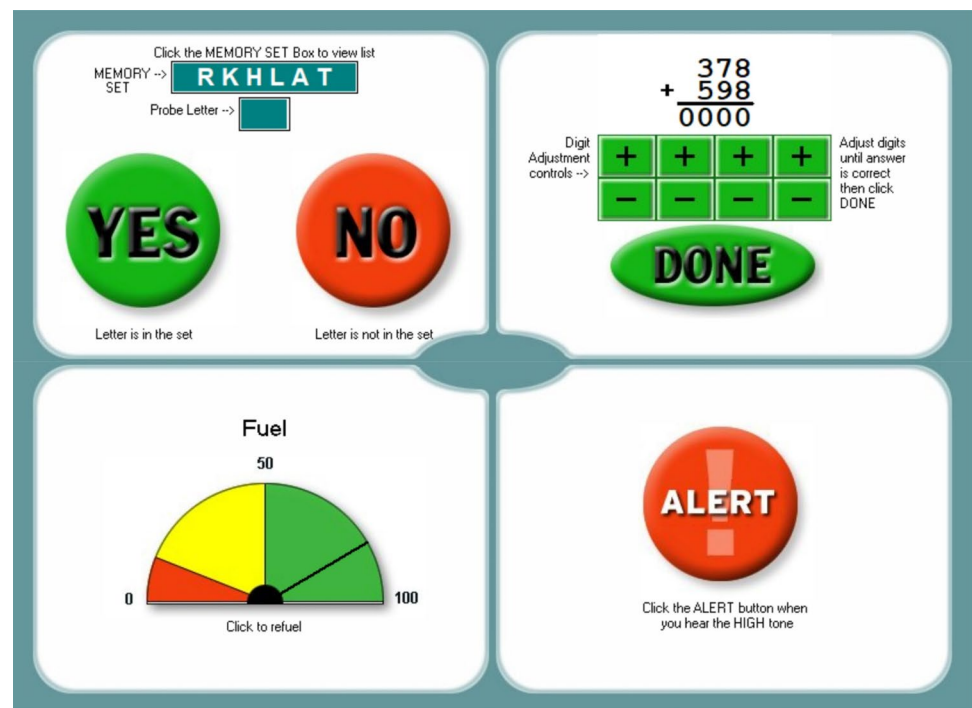 Click the MEMORY SET Box to view list
MEMORY -->
SET
R K H L A T
Probe Letter -->
YES
NO
Letter is in the set
Letter is not in the set
378
+ 598
0000
Digit
Adjustment
controls -->
+ + + +
− − − −
Adjust digits
until answer
is correct
then click
DONE
DONE
Fuel
50
0
100
Click to refuel
!
ALERT
Click the ALERT button when
you hear the HIGH tone